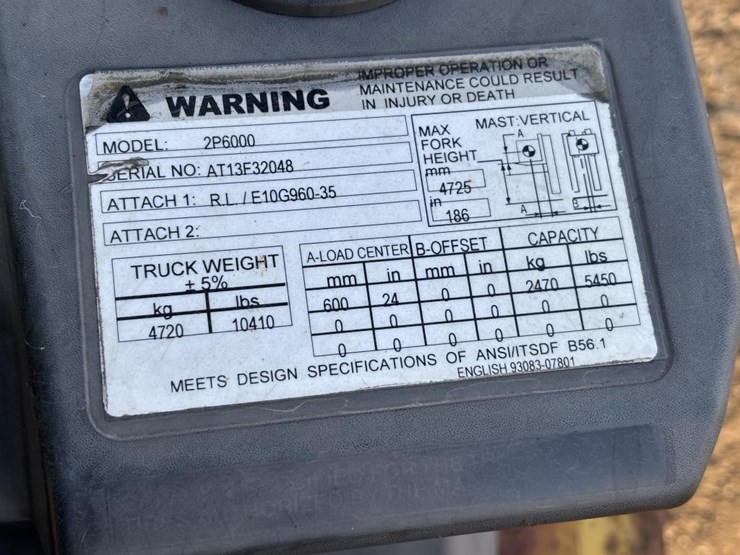 WARNING
IMPROPER OPERATION OR
MAINTENANCE COULD RESULT
IN INJURY OR DEATH
MODEL: 2P6000
SERIAL NO: AT13F32048
ATTACH 1: R.L. / E10G960-35
ATTACH 2:
MAX
FORK
HEIGHT
mm
4725
in
186
MAST:VERTICAL
A
B
A
TRUCK WEIGHT
± 5%
kg lbs
4720 10410
A-LOAD CENTER B-OFFSET CAPACITY
mm in mm in kg lbs
600 24 0 0 2470 5450
0 0 0 0 0 0
0 0 0 0 0 0
MEETS DESIGN SPECIFICATIONS OF ANSI/ITSDF B56.1
ENGLISH 93083-07801